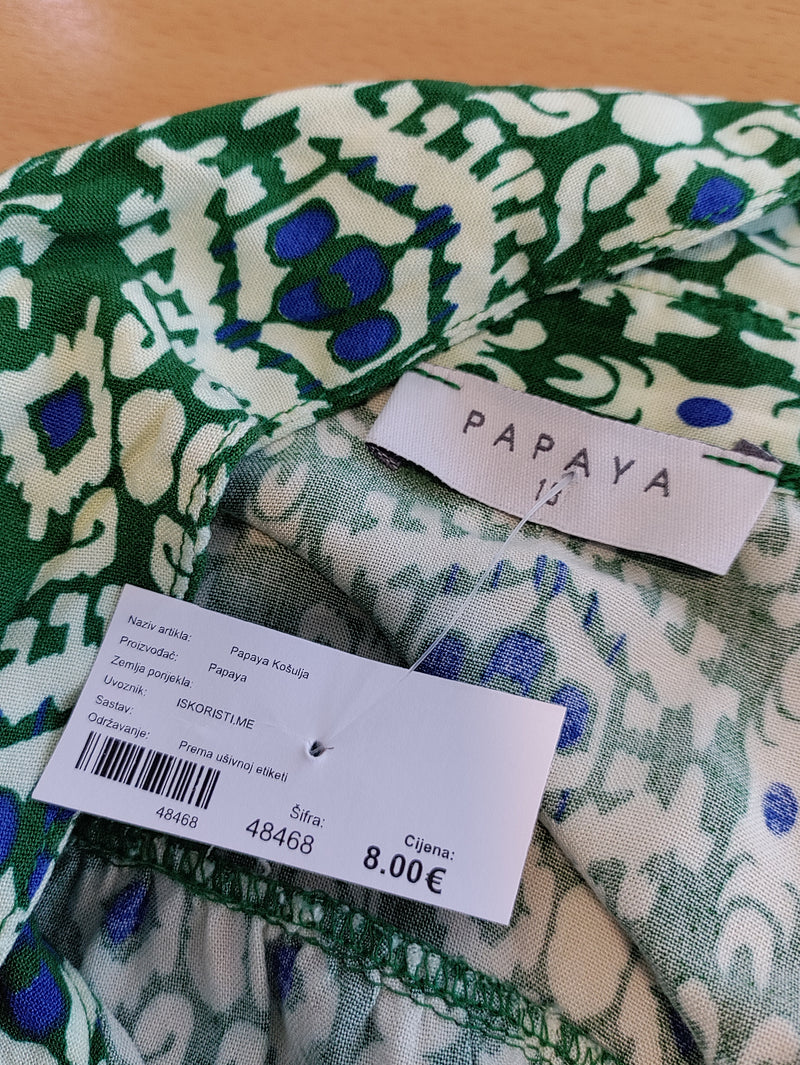 PAPAYA
Naziv artikla: Papaya Košulja
Proizvođač: Papaya
Zemlja porijekla:
Uvoznik: ISKORISTI.ME
Sastav:
Održavanje: Prema ušivnoj etiketi
48468
Šifra:
48468
Cijena:
8.00€